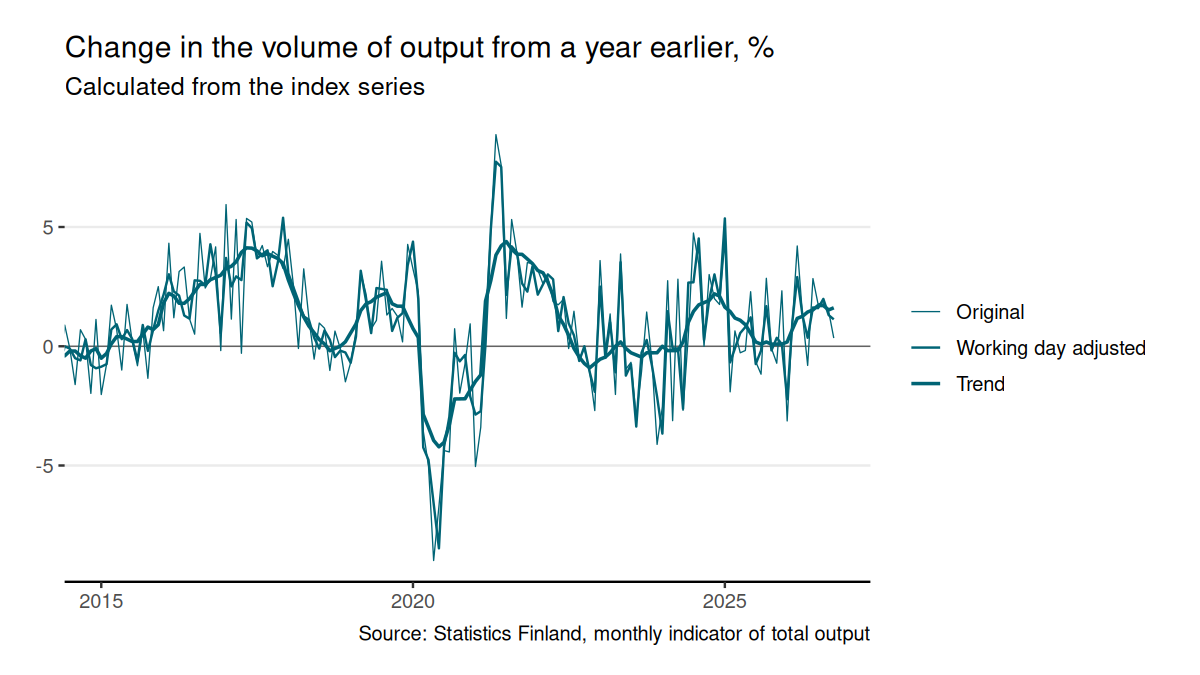 Change in the volume of output from a year earlier, %
Calculated from the index series
5
0
-5
2015
2020
2025
Original
Working day adjusted
Trend
Source: Statistics Finland, monthly indicator of total output